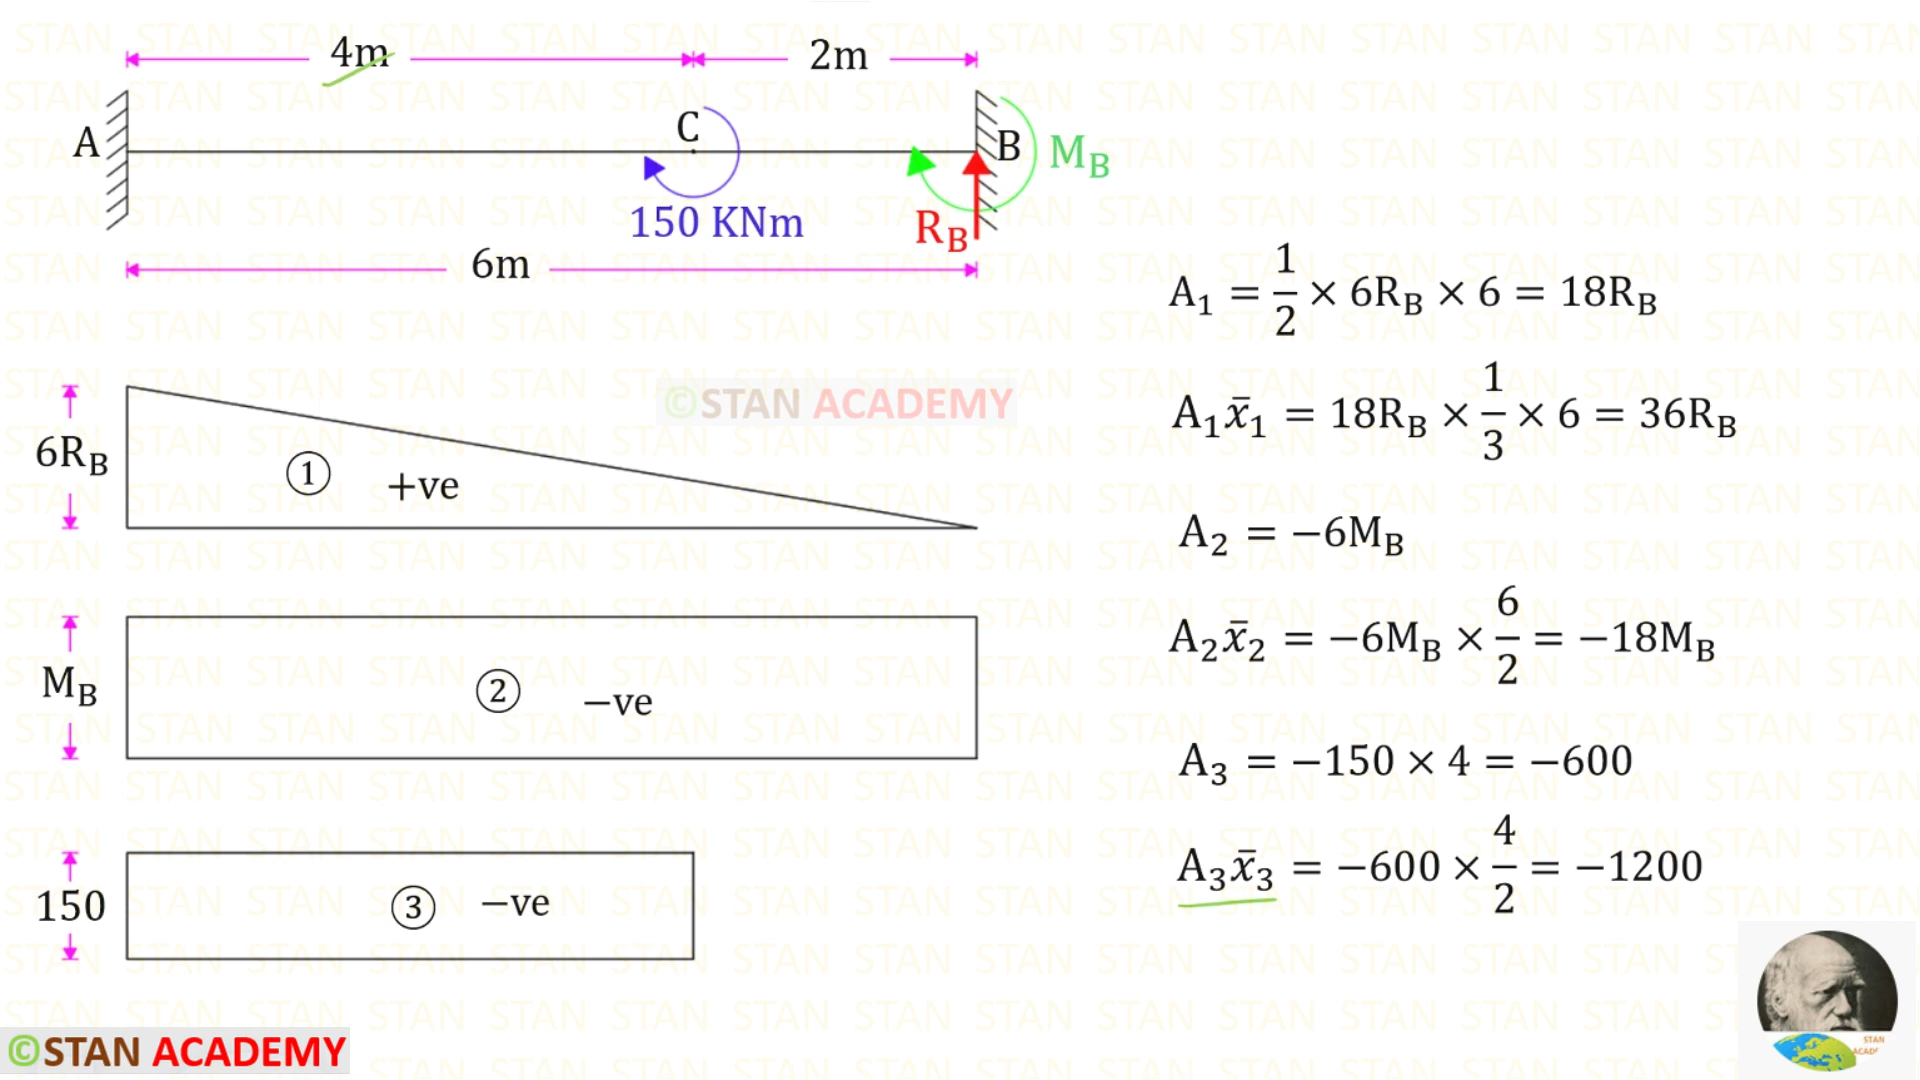 4m
2m
A
C
B
M_B
150 KNm
R_B
6m
A₁ = 1/2 × 6R_B × 6 = 18R_B
©STAN ACADEMY
A₁x̄₁ = 18R_B × 1/3 × 6 = 36R_B
6R_B
① +ve
A₂ = −6M_B
A₂x̄₂ = −6M_B × 6/2 = −18M_B
M_B
② −ve
A₃ = −150 × 4 = −600
A₃x̄₃ = −600 × 4/2 = −1200
150
③ −ve
©STAN ACADEMY
STAN